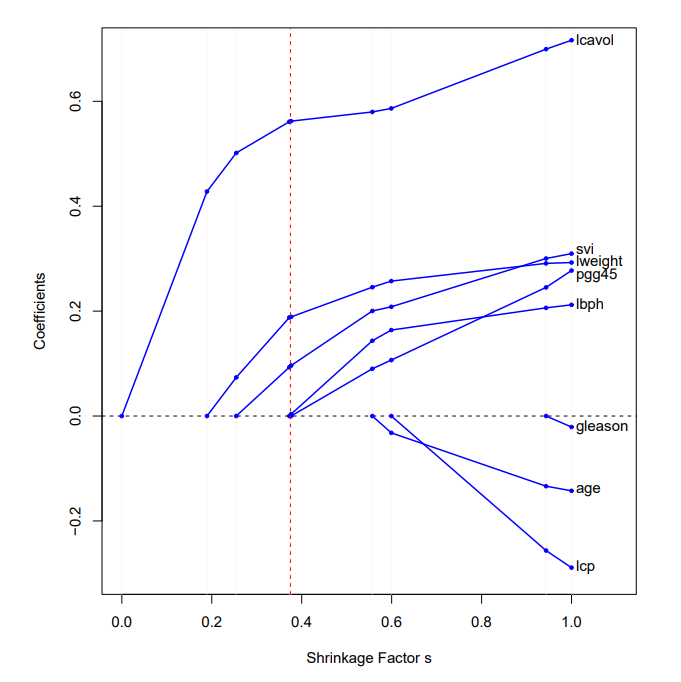 lcavol
0.6
0.4
svi
lweight
pgg45
lbph
0.2
Coefficients
0.0
gleason
age
−0.2
lcp
0.0 0.2 0.4 0.6 0.8 1.0
Shrinkage Factor s